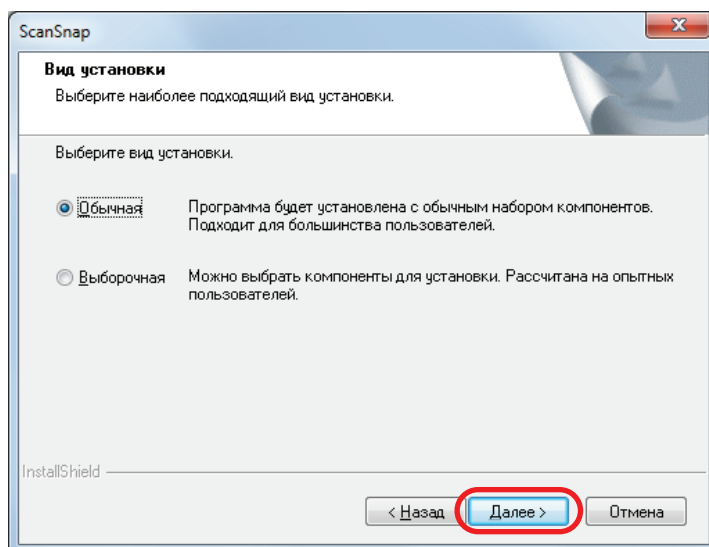 ScanSnap
Вид установки
Выберите наиболее подходящий вид установки.
Выберите вид установки.
Обычная
Программа будет установлена с обычным набором компонентов.
Подходит для большинства пользователей.
Выборочная
Можно выбрать компоненты для установки. Рассчитана на опытных
пользователей.
InstallShield
< Назад
Далее >
Отмена